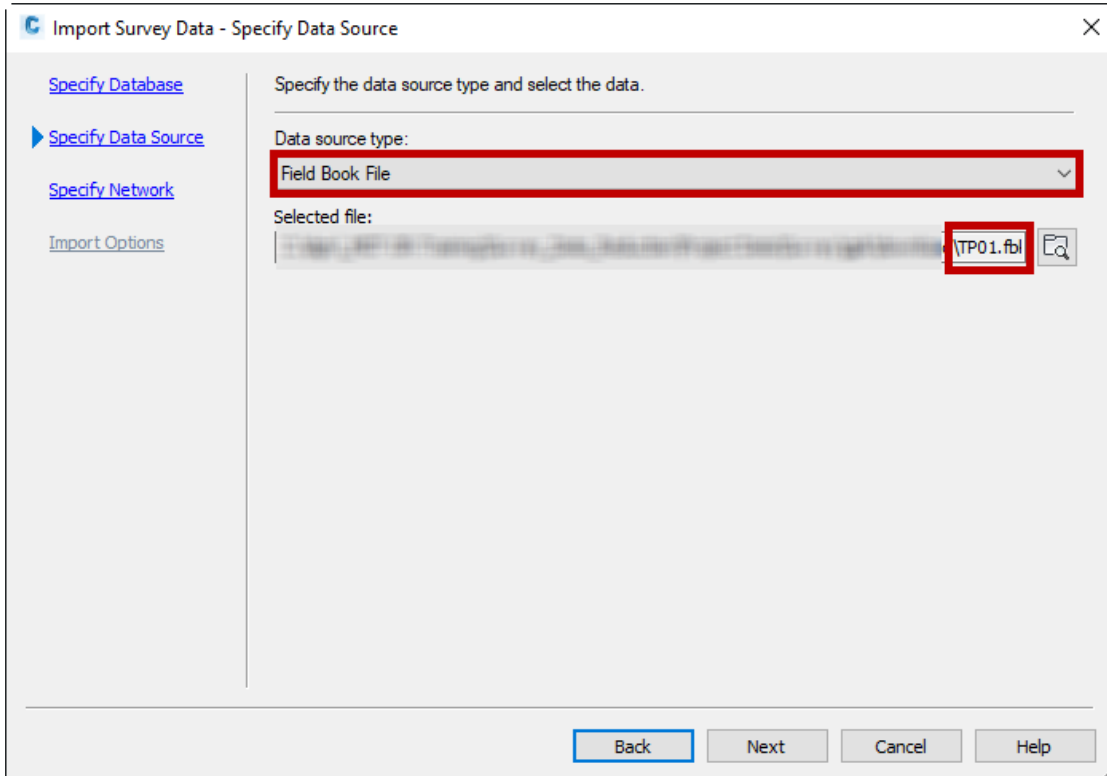 Import Survey Data - Specify Data Source
Specify Database
Specify Data Source
Specify Network
Import Options
Specify the data source type and select the data.
Data source type:
Field Book File
Selected file:
\TP01.fbl
Back
Next
Cancel
Help